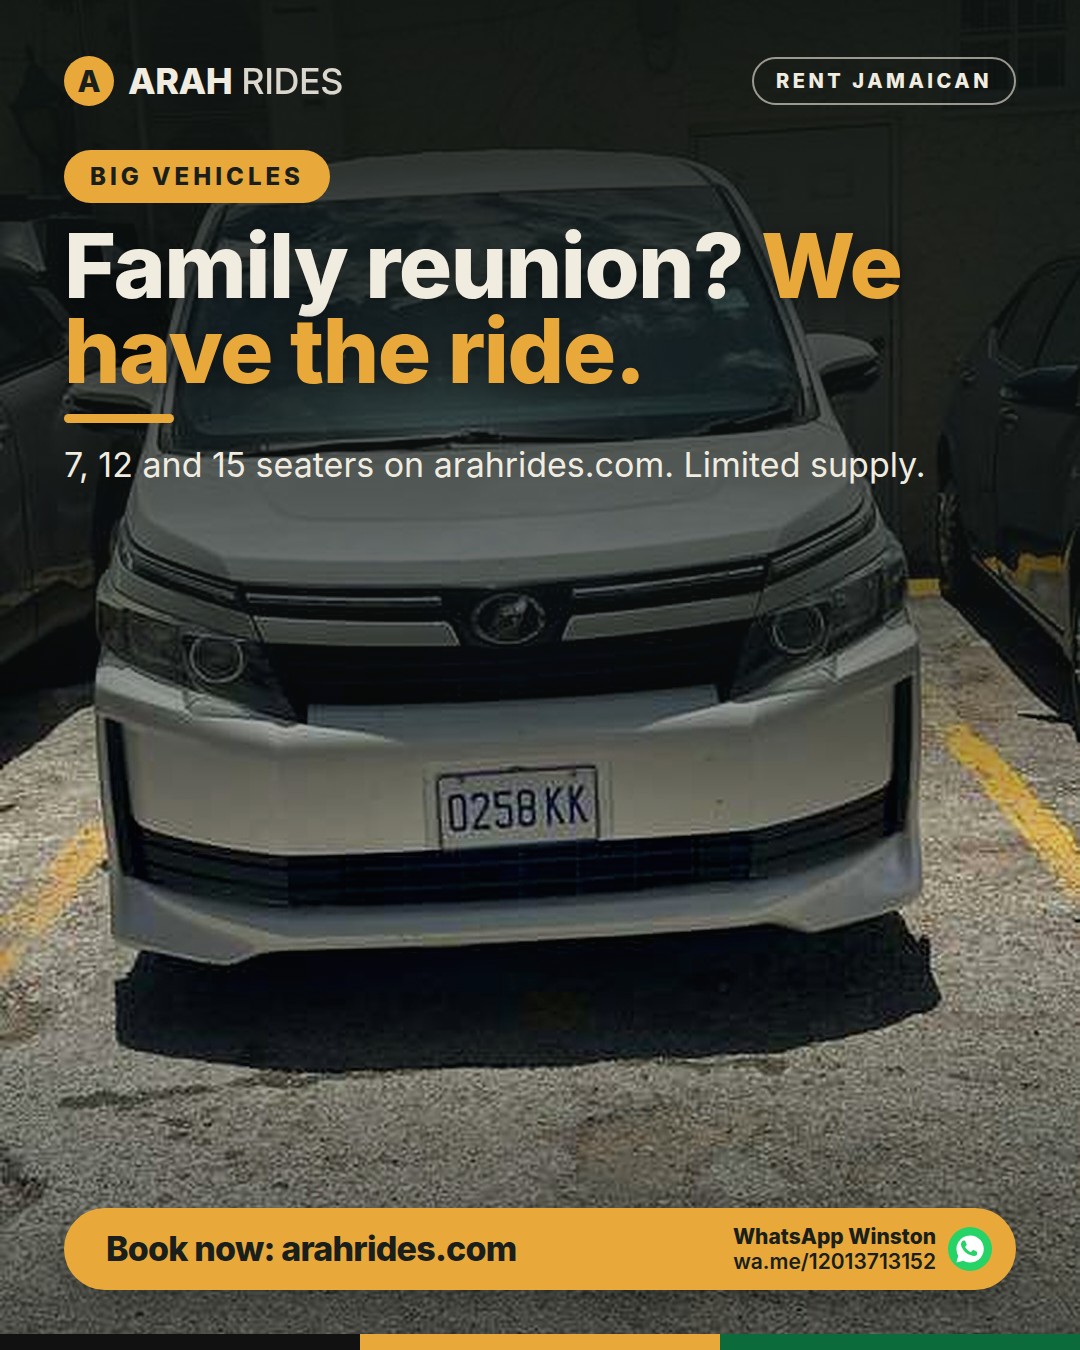 A ARAH RIDES
RENT JAMAICAN
BIG VEHICLES
Family reunion? We
have the ride.
7, 12 and 15 seaters on arahrides.com. Limited supply.
0258 KK
Book now: arahrides.com
WhatsApp Winston
wa.me/12013713152